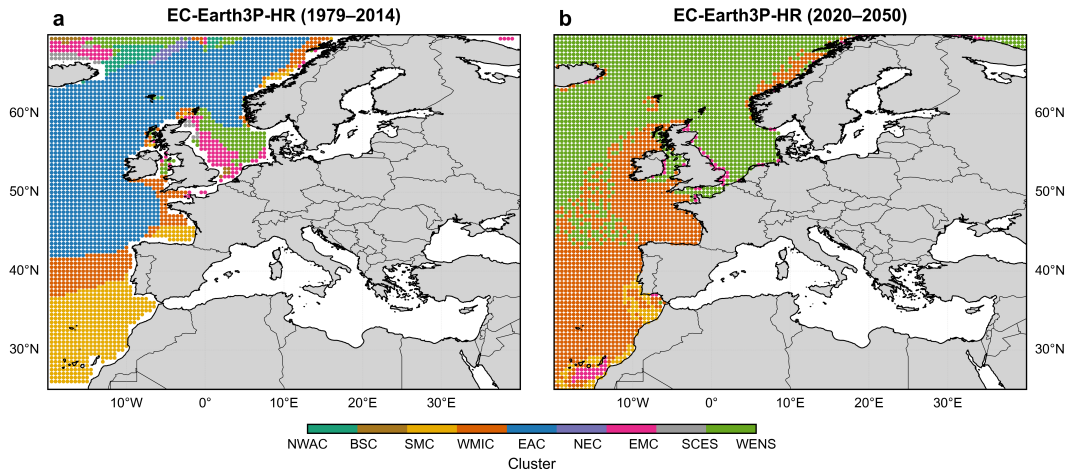 a EC-Earth3P-HR (1979–2014)
b EC-Earth3P-HR (2020–2050)
60°N 60°N
50°N 50°N
40°N 40°N
30°N 30°N
10°W 0° 10°E 20°E 30°E 10°W 0° 10°E 20°E 30°E
NWAC BSC SMC WMIC EAC NEC EMC SCES WENS
Cluster